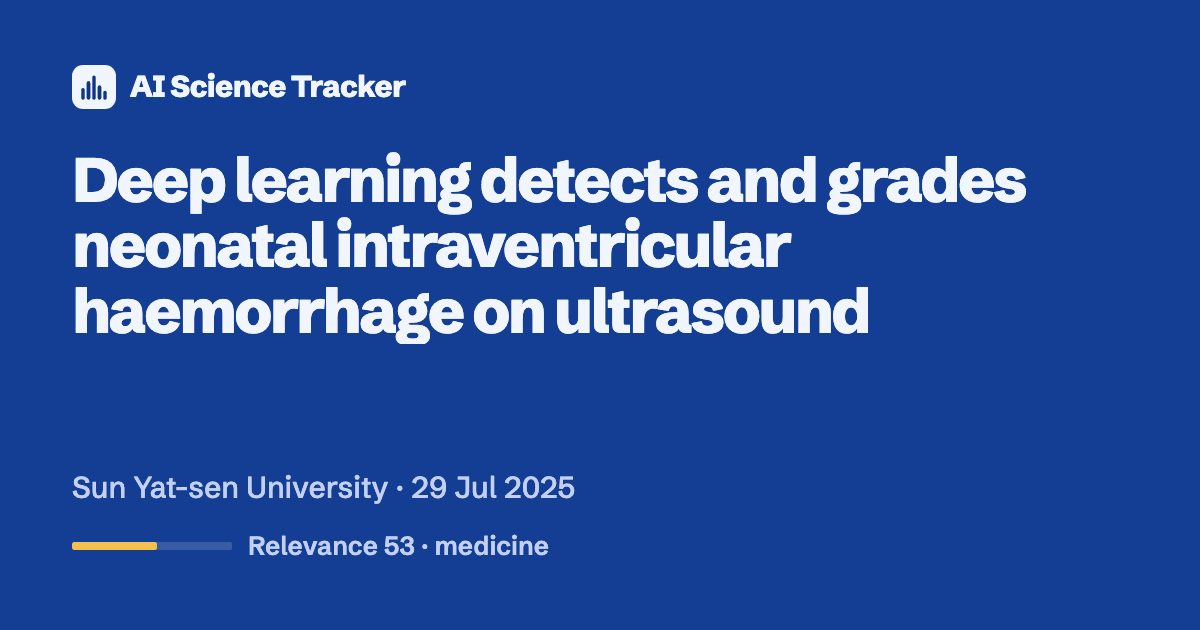 AI Science Tracker
Deep learning detects and grades
neonatal intraventricular
haemorrhage on ultrasound
Sun Yat-sen University · 29 Jul 2025
Relevance 53 · medicine